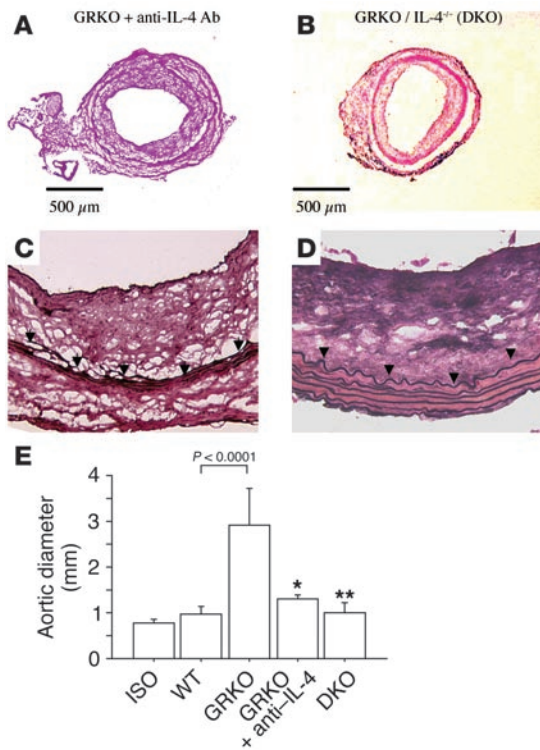 A
GRKO + anti-IL-4 Ab
500 µm
B
GRKO / IL-4-/- (DKO)
500 µm
C
D
E
P < 0.0001
Aortic diameter
(mm)
4
3
2
1
0
*
**
ISO
WT
GRKO
GRKO
+ anti–IL-4
DKO